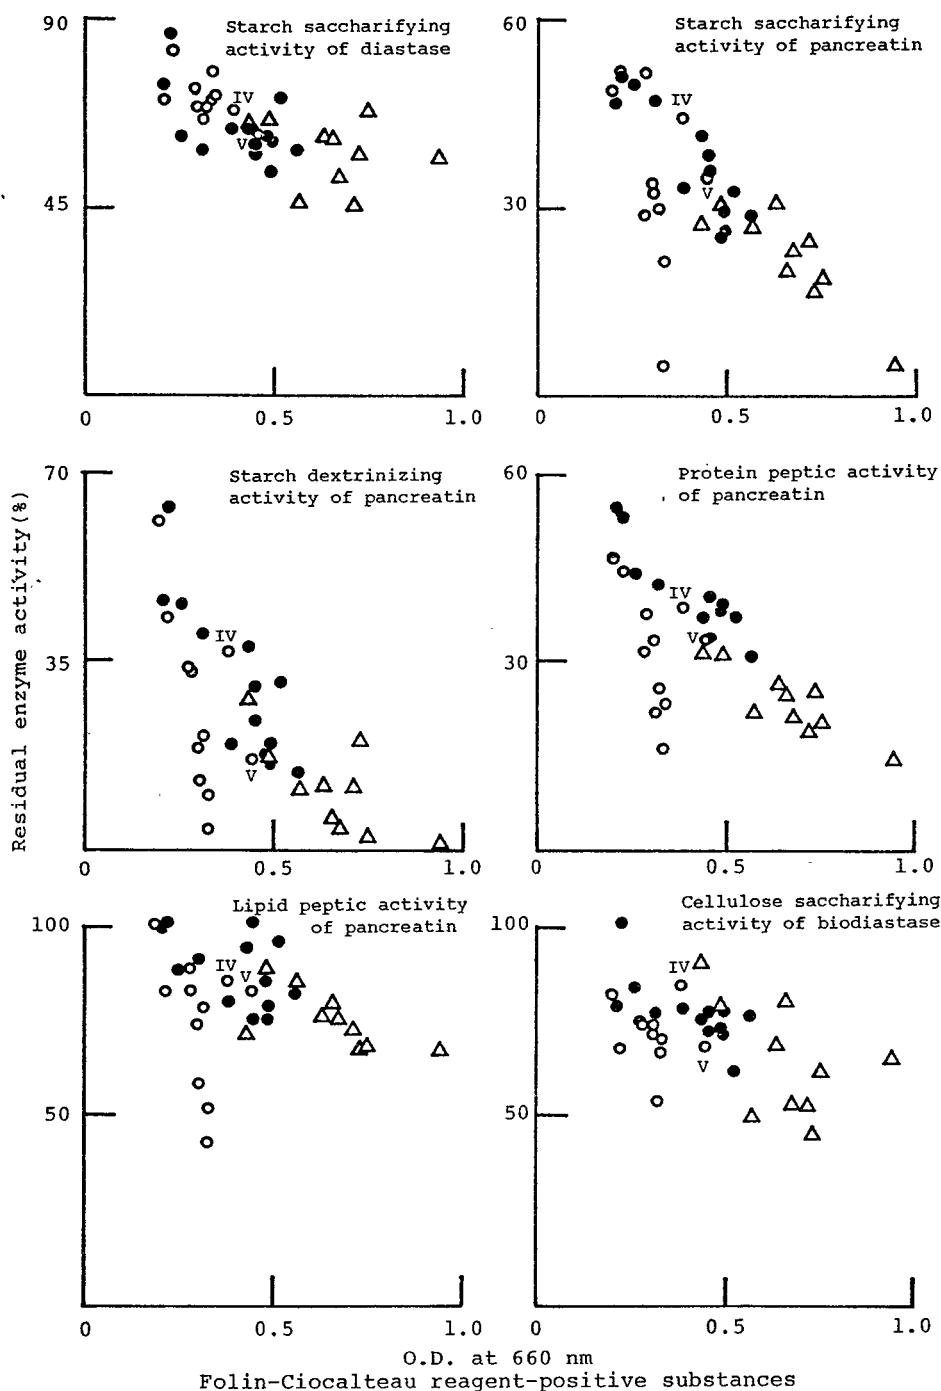 Starch saccharifying
activity of diastase
90
45
IV
V
0
0.5
1.0
Starch saccharifying
activity of pancreatin
60
30
IV
V
0
0.5
1.0
Starch dextrinizing
activity of pancreatin
70
35
IV
V
0
0.5
1.0
Protein peptic activity
of pancreatin
60
30
IV
V
0
0.5
1.0
Lipid peptic activity
of pancreatin
100
50
IV
V
0
0.5
1.0
Cellulose saccharifying
activity of biodiastase
100
50
IV
V
0
0.5
1.0
Residual enzyme activity(%)
O.D. at 660 nm
Folin-Ciocalteau reagent-positive substances